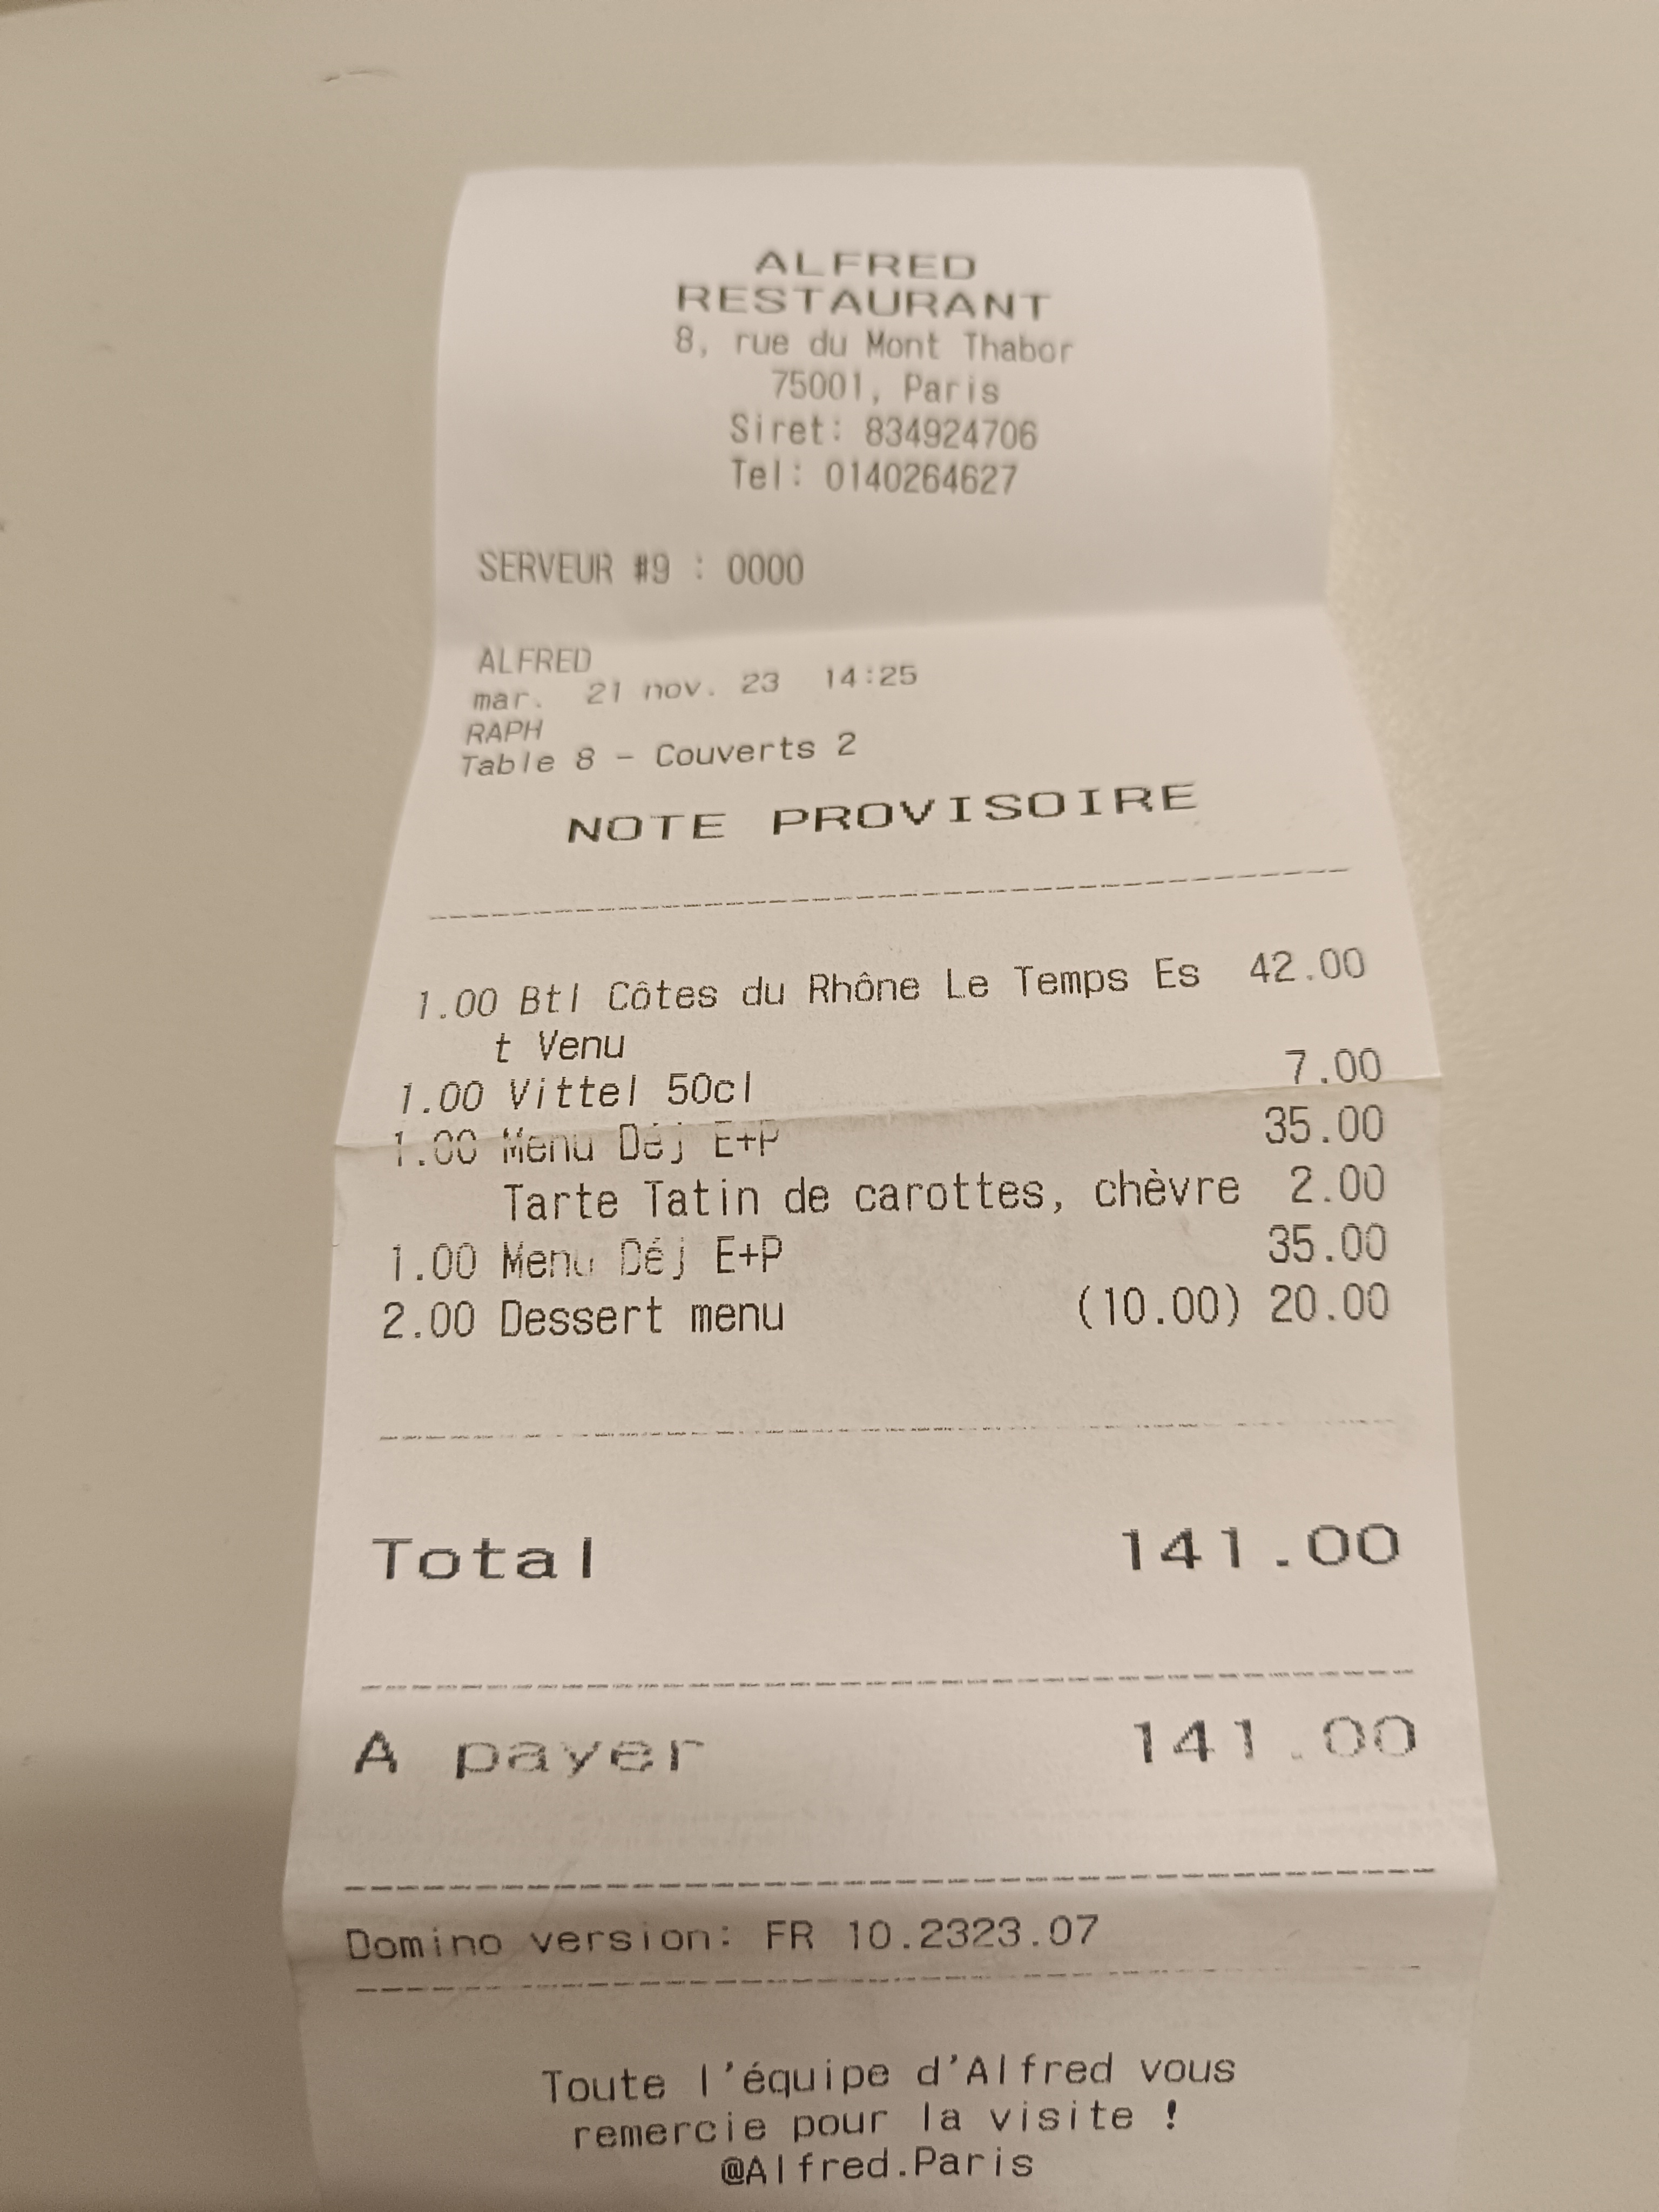 ALFRED
RESTAURANT
8, rue du Mont Thabor
75001, Paris
Siret: 834924706
Tel: 0140264627
SERVEUR #9 : 0000
ALFRED
mar. 21 nov. 23 14:25
RAPH
Table 8 - Couverts 2
NOTE PROVISOIRE
1.00 Btl Côtes du Rhône Le Temps Es 42.00
t Venu
1.00 Vittel 50cl 7.00
1.00 Menu Déj E+P 35.00
Tarte Tatin de carottes, chèvre 2.00
1.00 Menu Déj E+P 35.00
2.00 Dessert menu (10.00) 20.00
Total 141.00
A payer 141.00
Domino version: FR 10.2323.07
Toute l'équipe d'Alfred vous
remercie pour la visite !
@Alfred.Paris